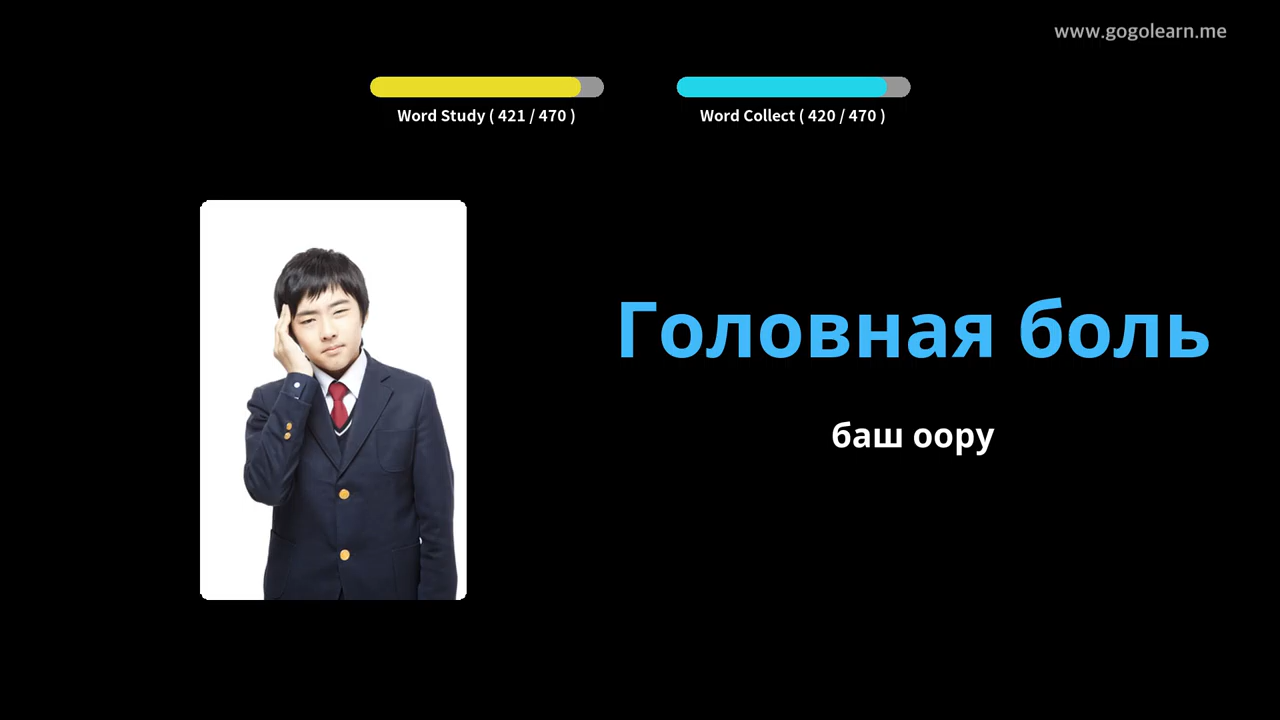 www.gogolearn.me
Word Study ( 421 / 470 )
Word Collect ( 420 / 470 )
Головная боль
баш оору